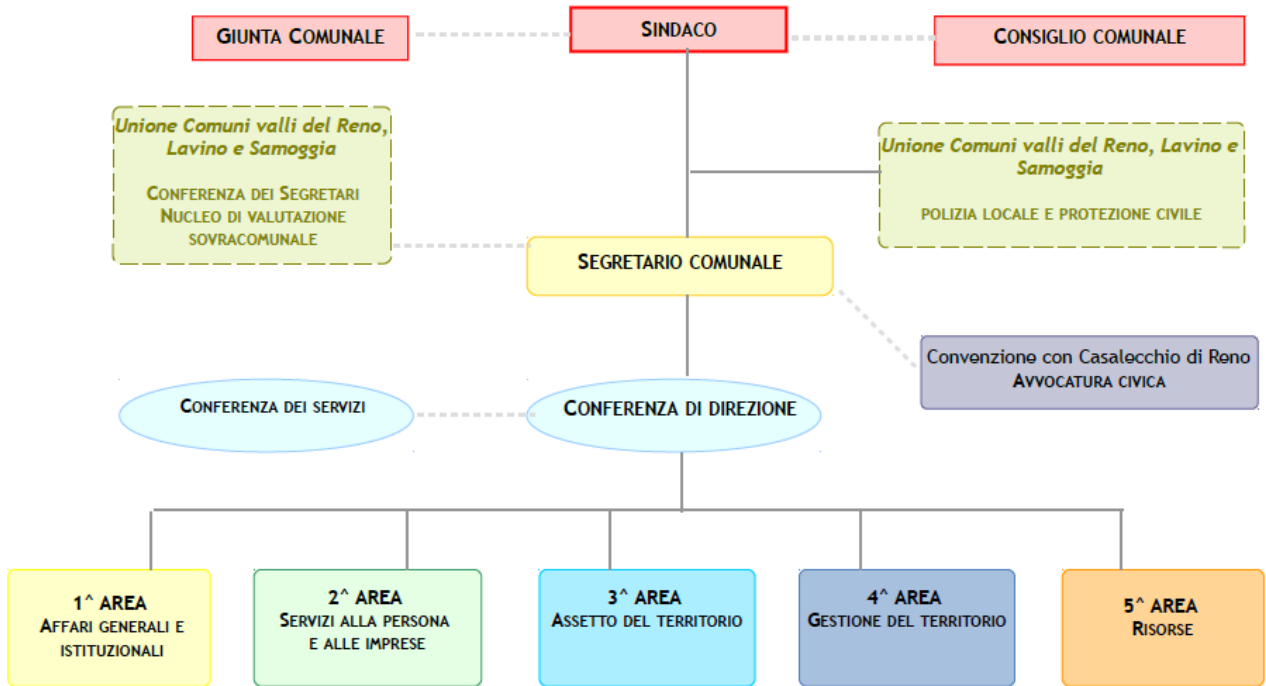 GIUNTA COMUNALE
SINDACO
CONSIGLIO COMUNALE
Unione Comuni valli del Reno,
Lavino e Samoggia
CONFERENZA DEI SEGRETARI
NUCLEO DI VALUTAZIONE
SOVRACOMUNALE
Unione Comuni valli del Reno, Lavino e
Samoggia
POLIZIA LOCALE E PROTEZIONE CIVILE
SEGRETARIO COMUNALE
Convenzione con Casalecchio di Reno
AVVOCATURA CIVICA
CONFERENZA DEI SERVIZI
CONFERENZA DI DIREZIONE
1^ AREA
AFFARI GENERALI E
ISTITUZIONALI
2^ AREA
SERVIZI ALLA PERSONA
E ALLE IMPRESE
3^ AREA
ASSETTO DEL TERRITORIO
4^ AREA
GESTIONE DEL TERRITORIO
5^ AREA
RISORSE